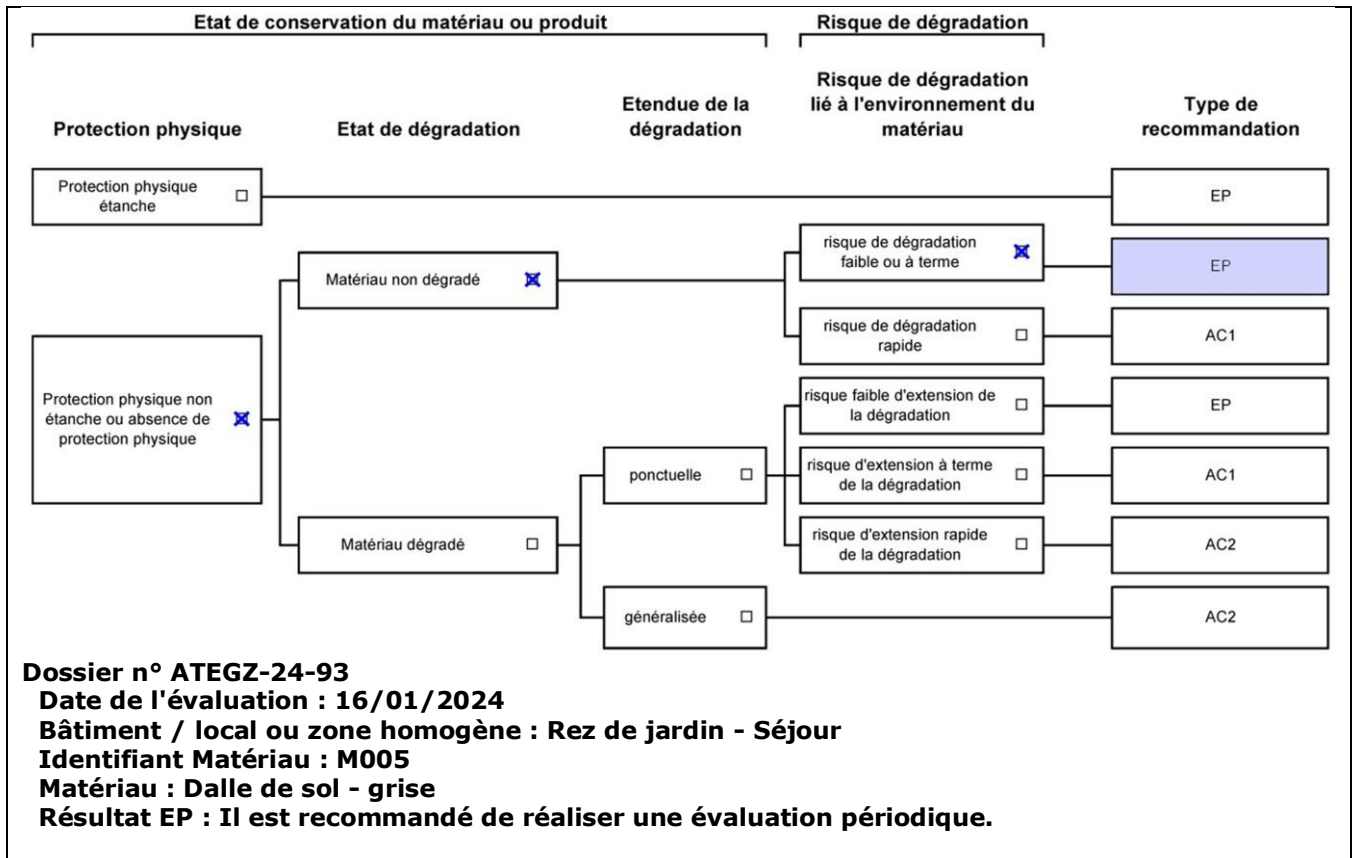 Etat de conservation du matériau ou produit
Risque de dégradation
Protection physique
Etat de dégradation
Etendue de la
dégradation
Risque de dégradation
lié à l'environnement du
matériau
Type de
recommandation
Protection physique
étanche
EP
Matériau non dégradé
risque de dégradation
faible ou à terme
EP
risque de dégradation
rapide
AC1
Protection physique non
étanche ou absence de
protection physique
risque faible d'extension de
la dégradation
EP
ponctuelle
risque d'extension à terme
de la dégradation
AC1
Matériau dégradé
risque d'extension rapide
de la dégradation
AC2
généralisée
AC2
Dossier n° ATEGZ-24-93
Date de l'évaluation : 16/01/2024
Bâtiment / local ou zone homogène : Rez de jardin - Séjour
Identifiant Matériau : M005
Matériau : Dalle de sol - grise
Résultat EP : Il est recommandé de réaliser une évaluation périodique.